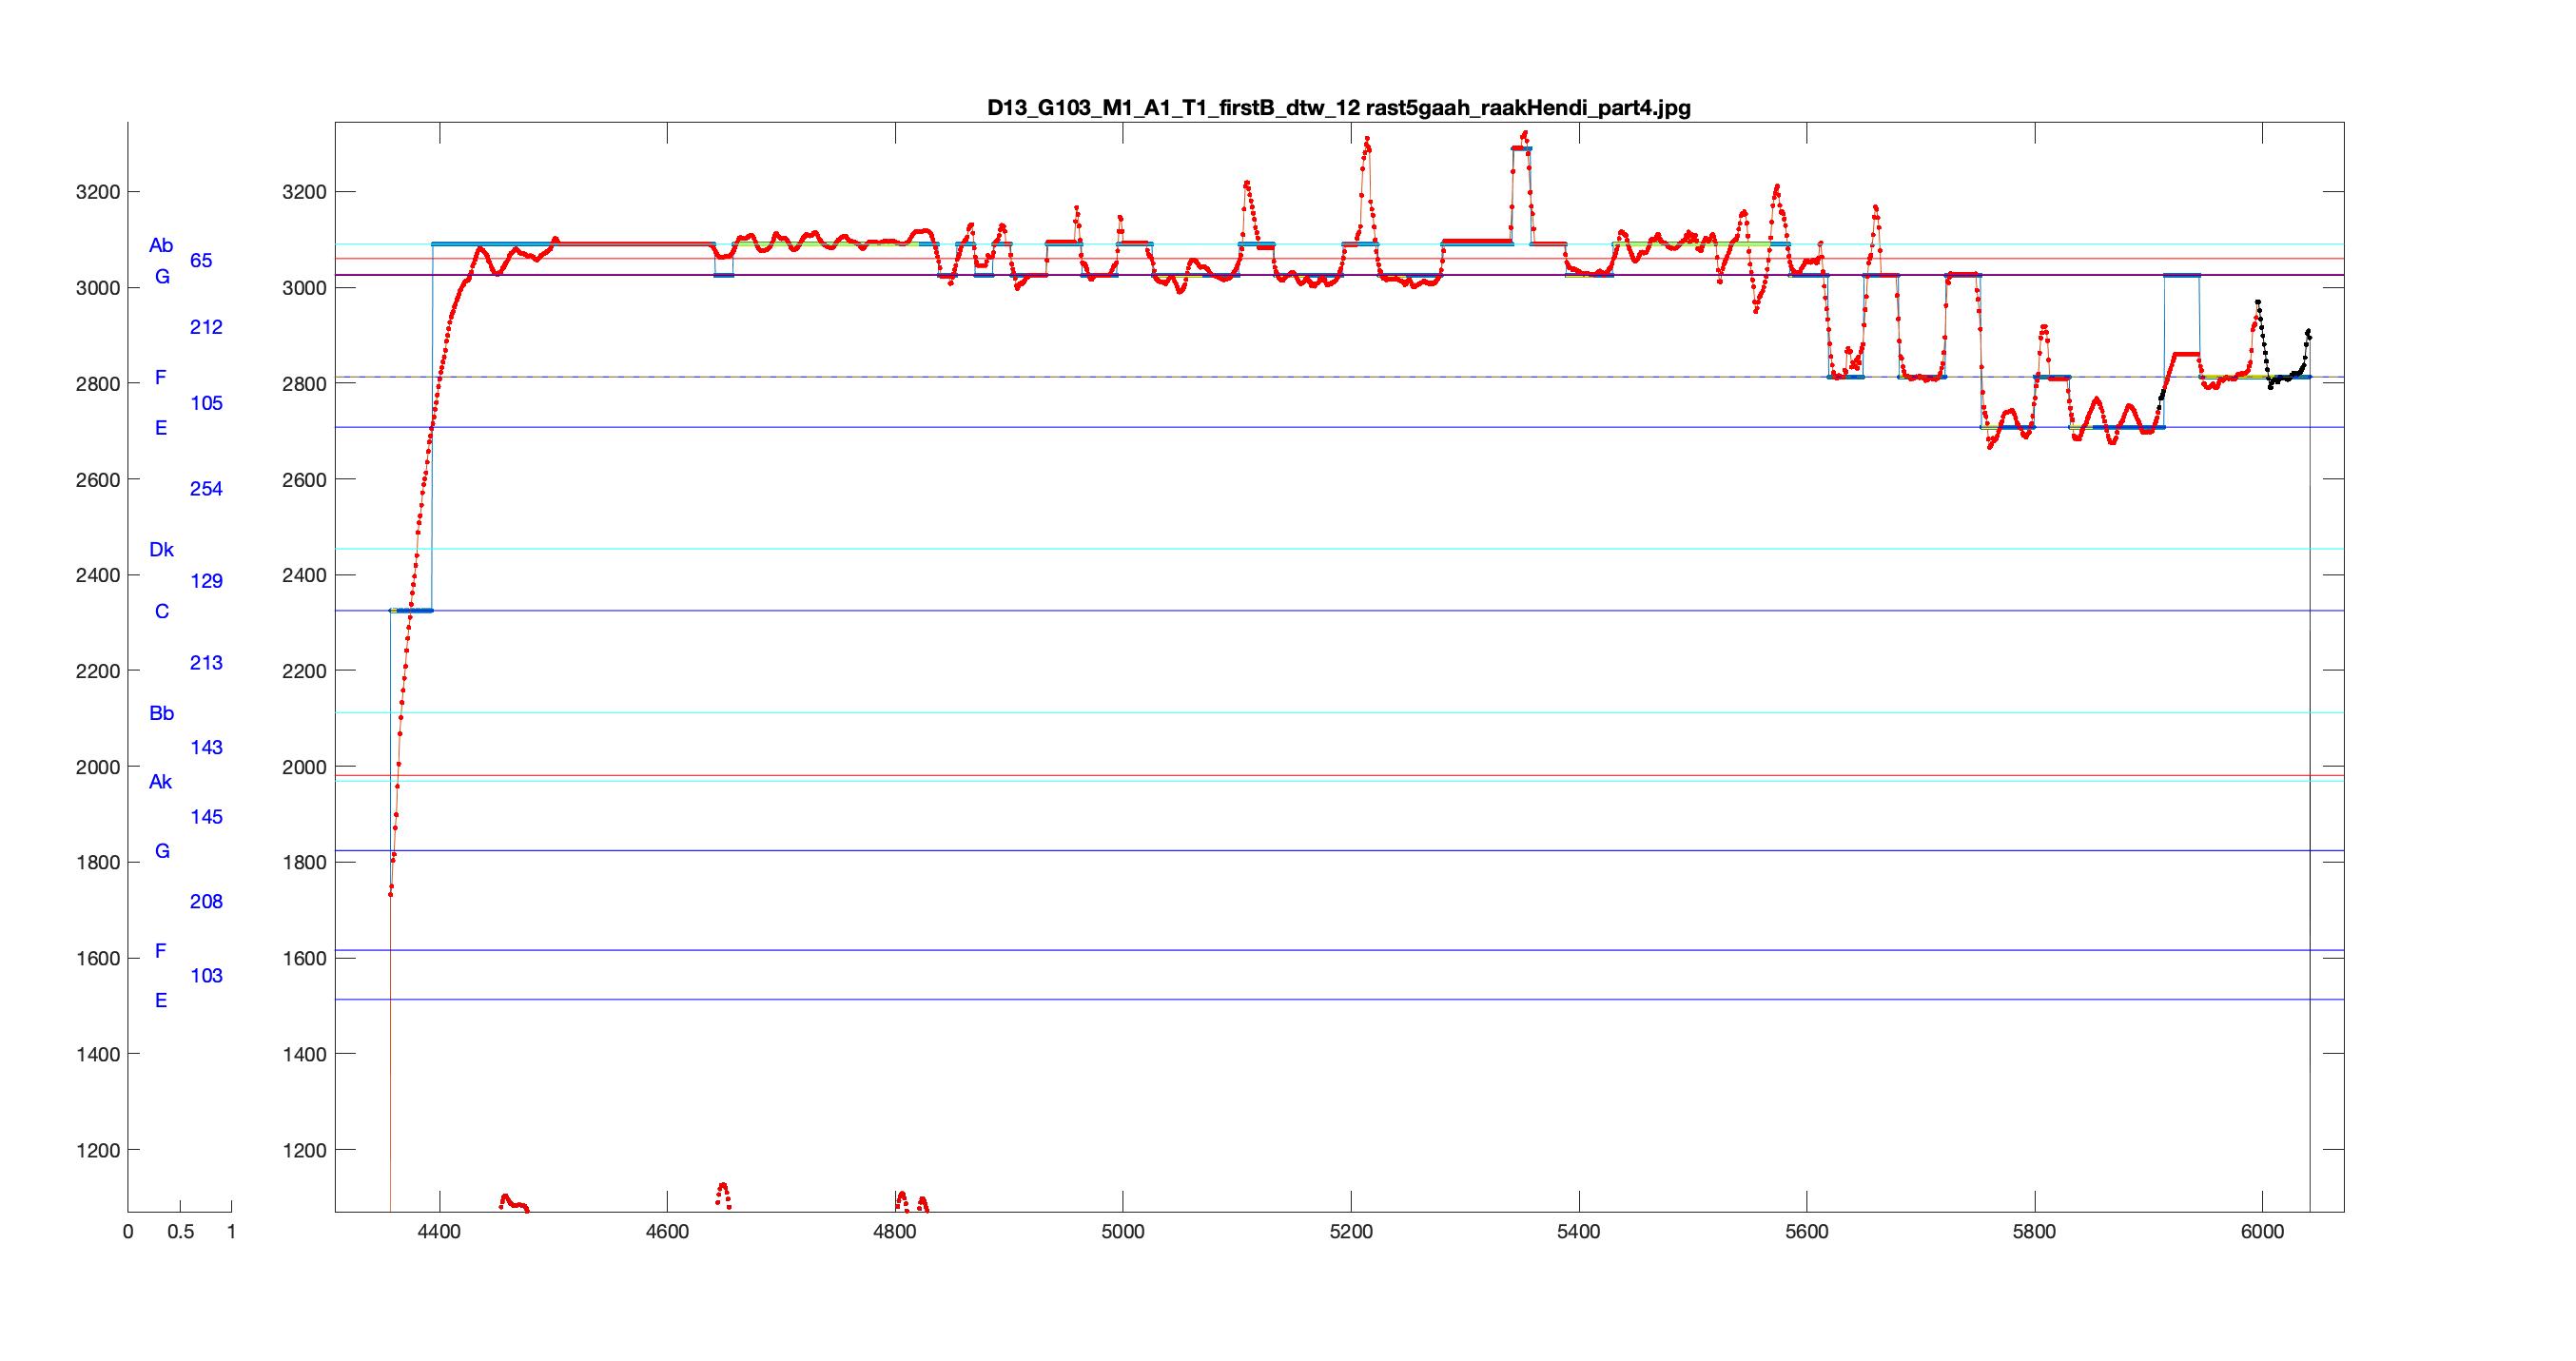 D13_G103_M1_A1_T1_firstB_dtw_12 rast5gaah_raakHendi_part4.jpg
3200 3200
Ab
65
G
3000 3000
212
2800 F 2800
105
E
2600 2600
254
Dk
2400 2400
129
C
2200 213 2200
Bb
143
2000 2000
Ak
145
G
1800 1800
208
F
1600 1600
103
E
1400 1400
1200 1200
0 0.5 1 4400 4600 4800 5000 5200 5400 5600 5800 6000